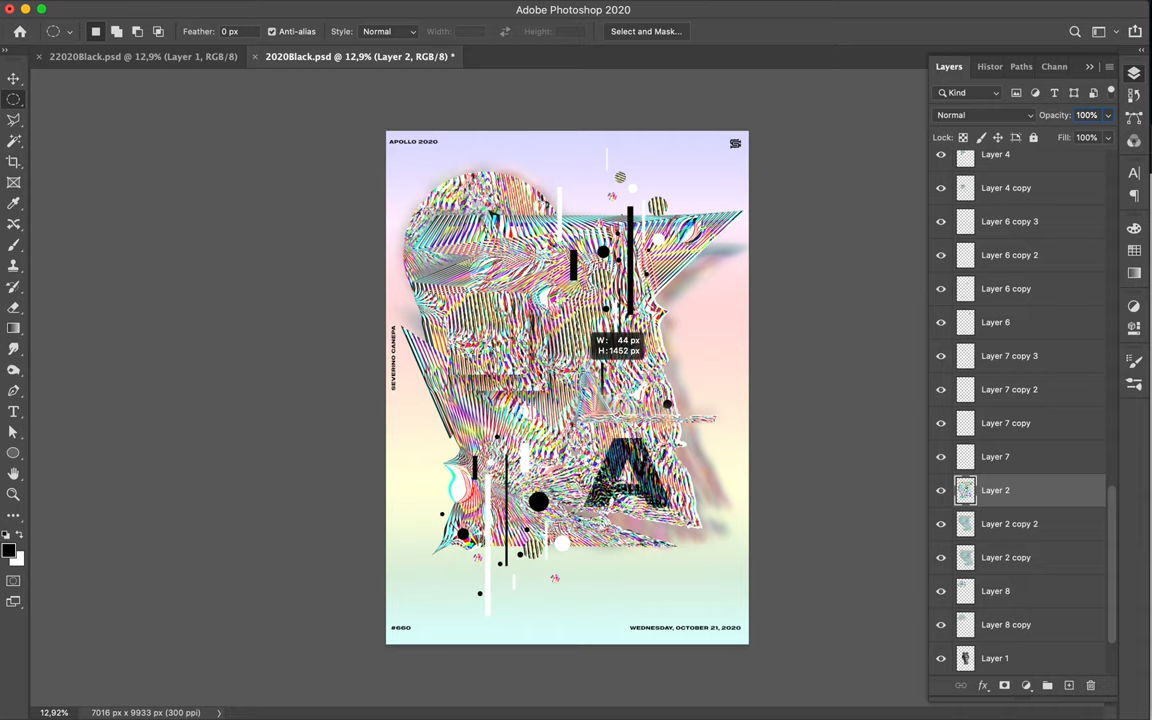 Adobe Photoshop 2020
Feather: 0 px
Anti-alias
Style: Normal
Width:
Height:
Select and Mask...
22020Black.psd @ 12,9% (Layer 1, RGB/8)
2020Black.psd @ 12,9% (Layer 2, RGB/8) *
Layers
Histor
Paths
Chann
Kind
Normal
Opacity: 100%
Lock:
Fill: 100%
Layer 4
Layer 4 copy
Layer 6 copy 3
Layer 6 copy 2
Layer 6 copy
Layer 6
Layer 7 copy 3
Layer 7 copy 2
Layer 7 copy
Layer 7
Layer 2
Layer 2 copy 2
Layer 2 copy
Layer 8
Layer 8 copy
Layer 1
APOLLO 2020
SEVERINO CANEPA
W: 44 px
H: 1452 px
A
#660
WEDNESDAY, OCTOBER 21, 2020
12,92%
7016 px x 9933 px (300 ppi)